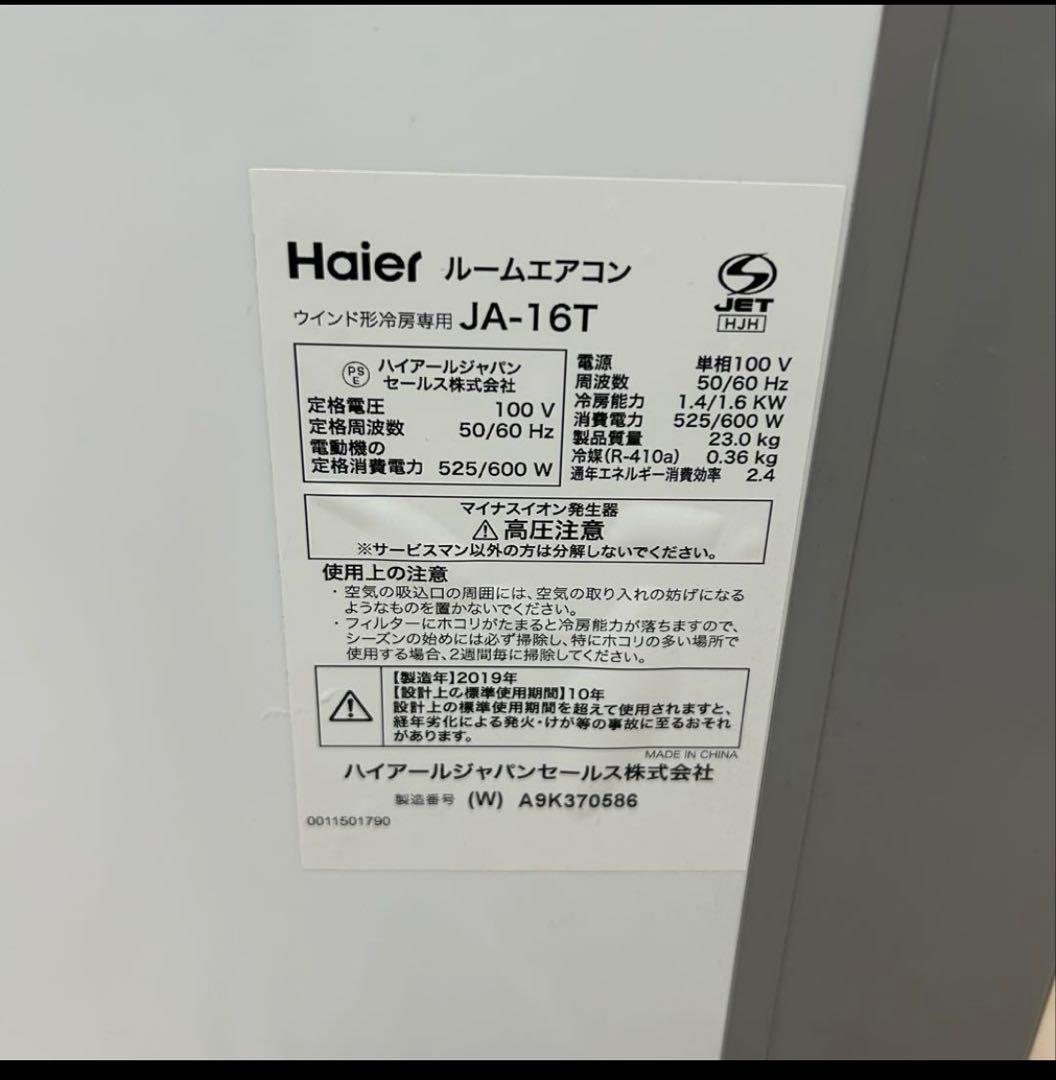 Haier ルームエアコン
ウインド形冷房専用 JA-16T
JET
HJH
PS
E
ハイアールジャパン
セールス株式会社
定格電圧 100 V
定格周波数 50/60 Hz
電動機の
定格消費電力 525/600 W
電源 単相100 V
周波数 50/60 Hz
冷房能力 1.4/1.6 KW
消費電力 525/600 W
製品質量 23.0 kg
冷媒(R-410a) 0.36 kg
通年エネルギー消費効率 2.4
マイナスイオン発生器
⚠高圧注意
※サービスマン以外の方は分解しないでください。
使用上の注意
・空気の吸込口の周囲には、空気の取り入れの妨げになる
ようなものを置かないでください。
・フィルターにホコリがたまると冷房能力が落ちますので、
シーズンの始めには必ず掃除し、特にホコリの多い場所で
使用する場合、2週間毎に掃除してください。
【製造年】2019年
【設計上の標準使用期間】10年
設計上の標準使用期間を超えて使用されますと、
経年劣化による発火・けが等の事故に至るおそれ
があります。
MADE IN CHINA
ハイアールジャパンセールス株式会社
製造番号 (W) A9K370586
0011501790